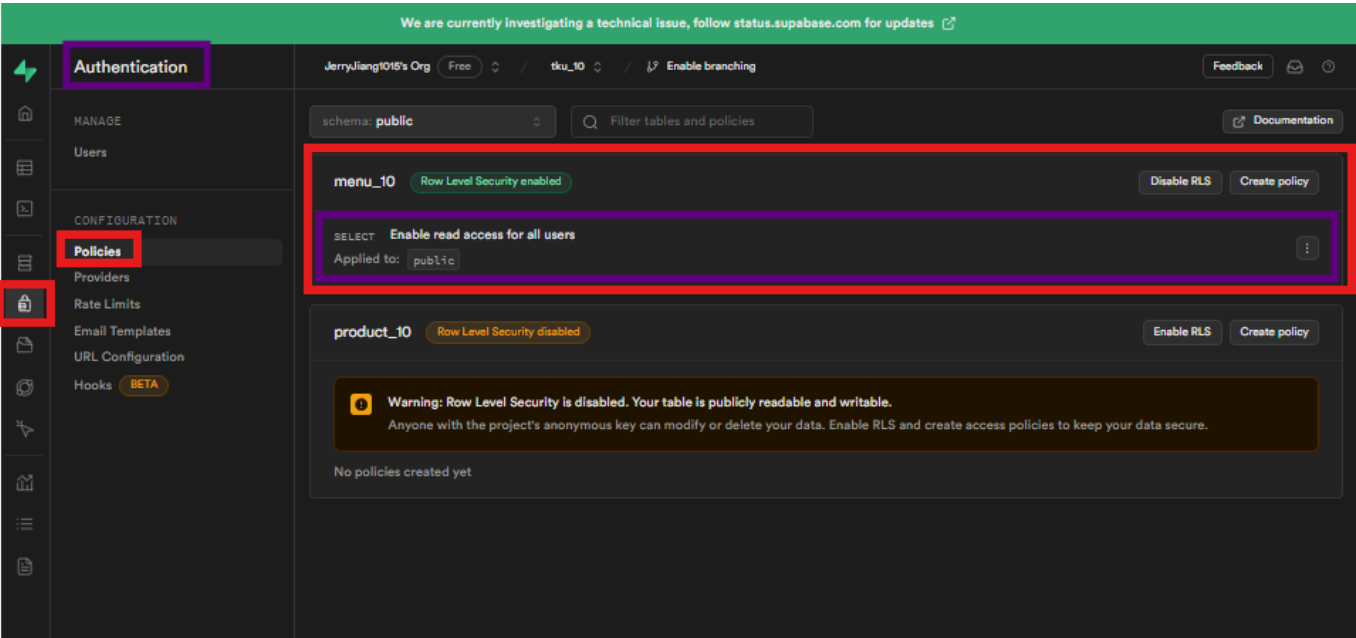 We are currently investigating a technical issue, follow status.supabase.com for updates
Authentication
JerryJiang1015's Org Free / tku_10 / Enable branching
Feedback
MANAGE
Users
CONFIGURATION
Policies
Providers
Rate Limits
Email Templates
URL Configuration
Hooks BETA
schema: public
Filter tables and policies
Documentation
menu_10 Row Level Security enabled
Disable RLS Create policy
SELECT Enable read access for all users
Applied to: public
product_10 Row Level Security disabled
Enable RLS Create policy
Warning: Row Level Security is disabled. Your table is publicly readable and writable.
Anyone with the project's anonymous key can modify or delete your data. Enable RLS and create access policies to keep your data secure.
No policies created yet